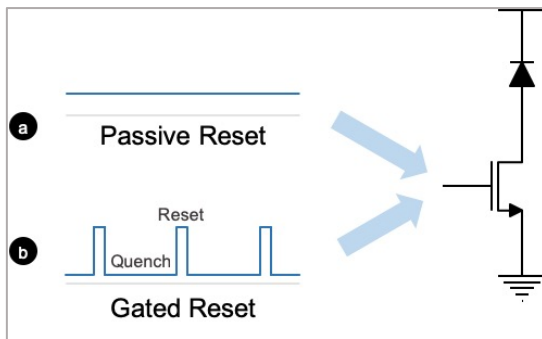 a
Passive Reset
b
Reset
Quench
Gated Reset